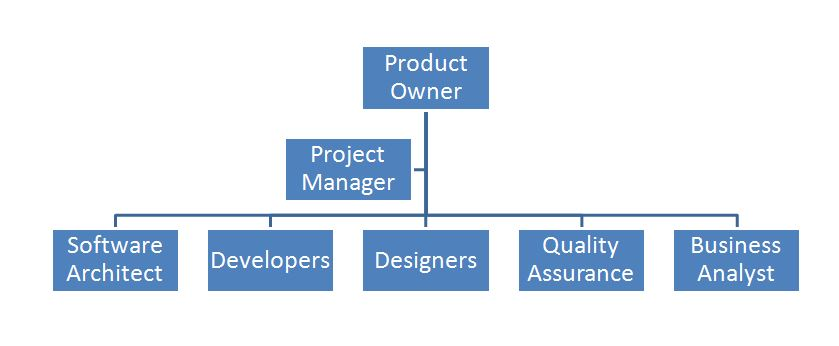 Product
Owner
Project
Manager
Software
Architect
Developers
Designers
Quality
Assurance
Business
Analyst